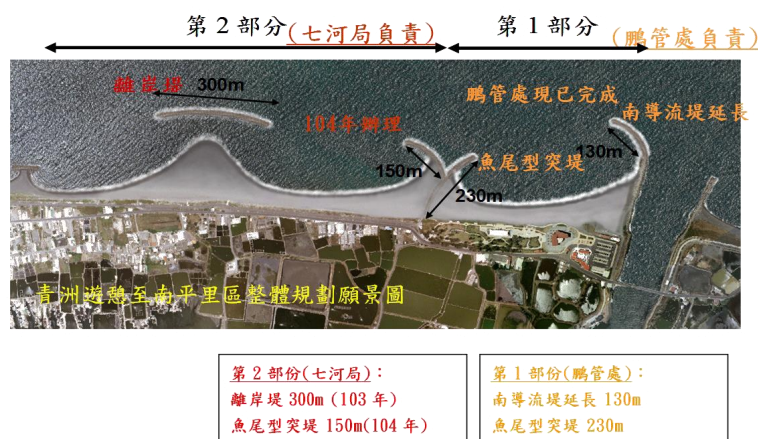 第 2 部分(七河局負責)
第 1 部分(鵬管處負責)
離岸堤
300m
鵬管處現已完成
南導流堤延長
104年辦理
130m
150m
魚尾型突堤
230m
青洲遊憩至南平里區整體規劃願景圖
第 2 部份(七河局)：
離岸堤 300m (103 年)
魚尾型突堤 150m(104 年)
第 1 部份(鵬管處)：
南導流堤延長 130m
魚尾型突堤 230m